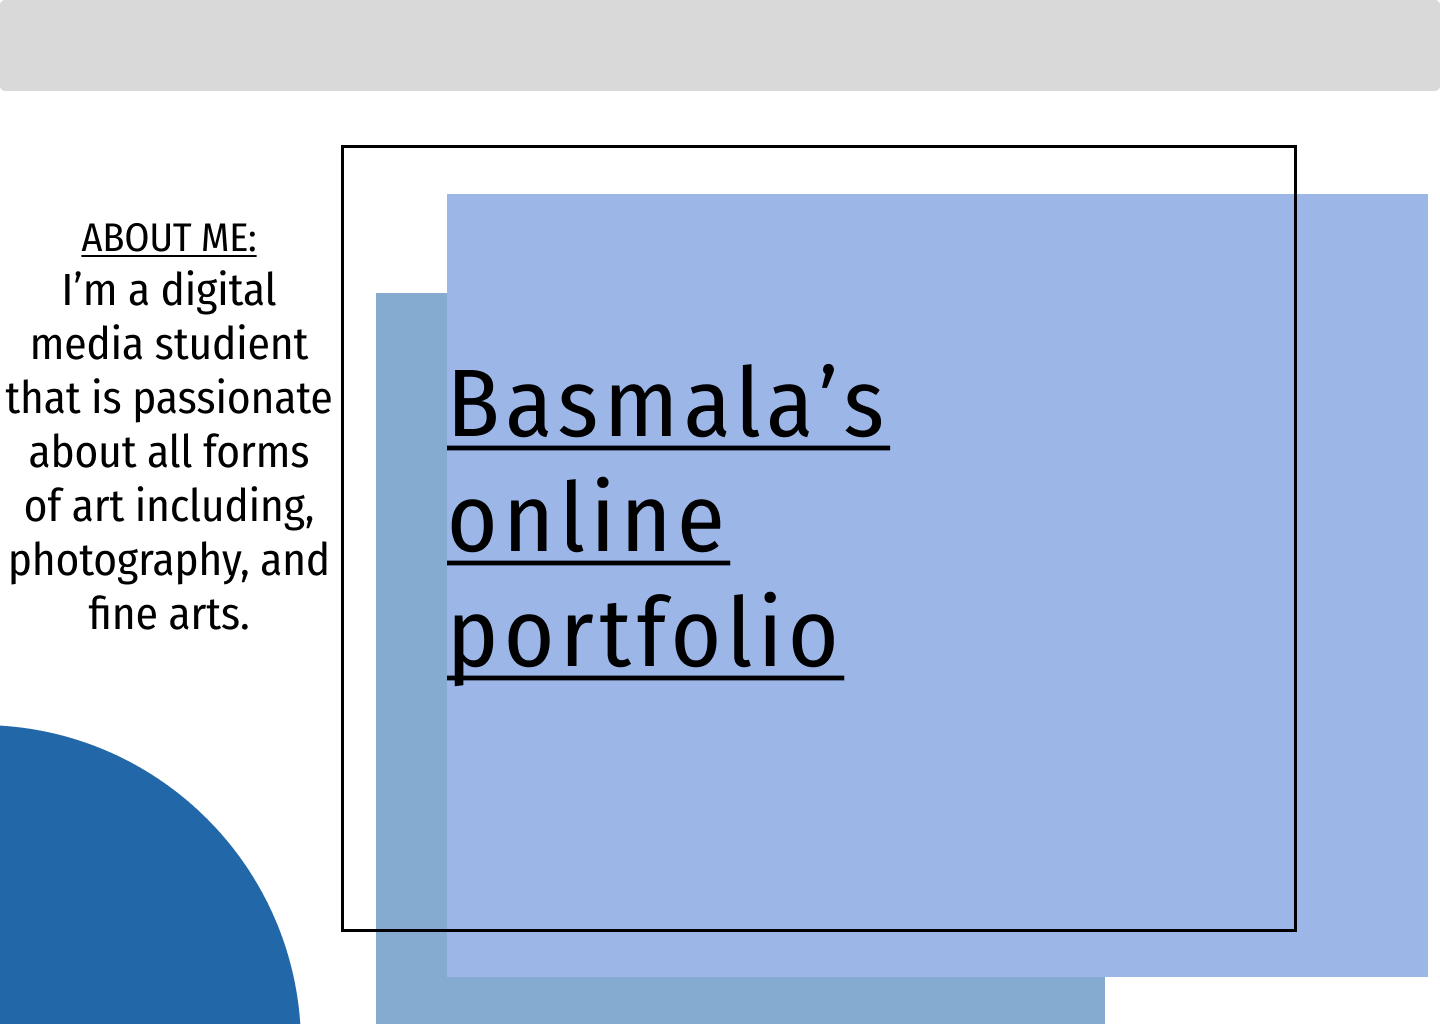 ABOUT ME:
I’m a digital
media studient
that is passionate
about all forms
of art including,
photography, and
fine arts.
Basmala’s
online
portfolio